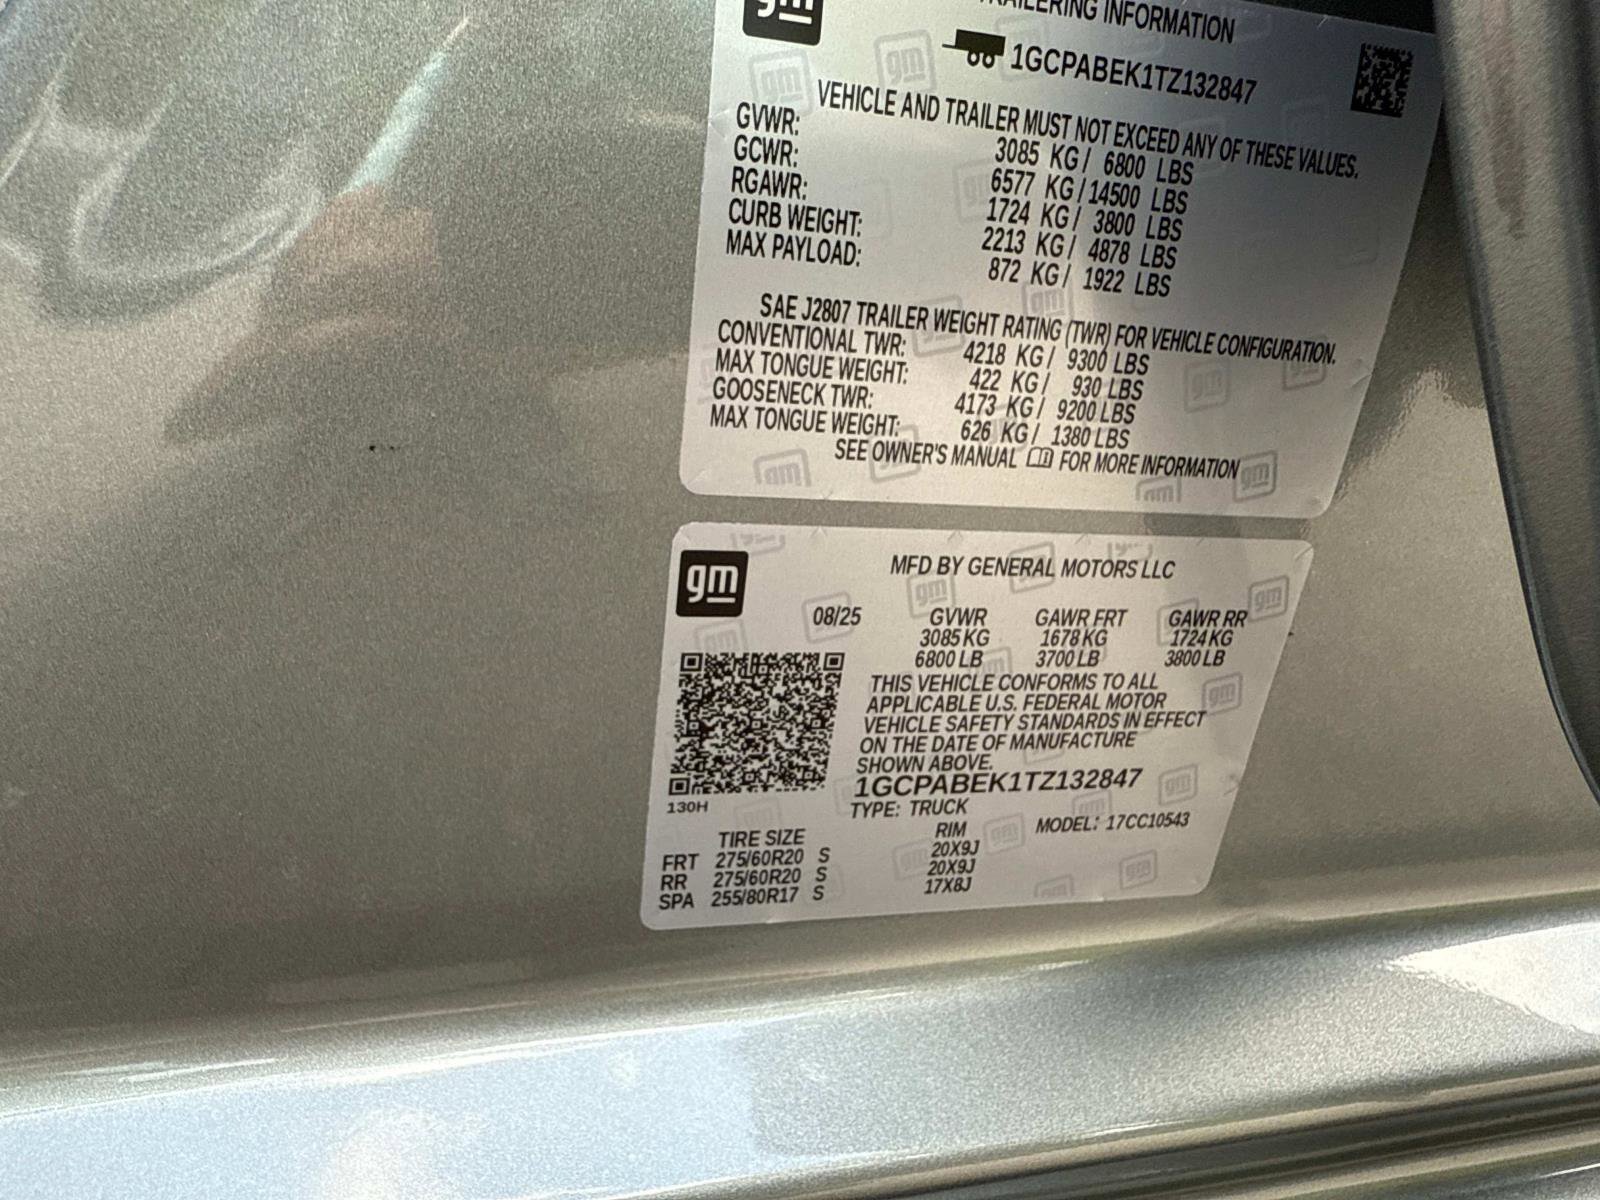 gm
TRAILERING INFORMATION
1GCPABEK1TZ132847
VEHICLE AND TRAILER MUST NOT EXCEED ANY OF THESE VALUES.
GVWR: 3085 KG / 6800 LBS
GCWR: 6577 KG / 14500 LBS
RGAWR: 1724 KG / 3800 LBS
CURB WEIGHT: 2213 KG / 4878 LBS
MAX PAYLOAD: 872 KG / 1922 LBS
SAE J2807 TRAILER WEIGHT RATING (TWR) FOR VEHICLE CONFIGURATION.
CONVENTIONAL TWR: 4218 KG / 9300 LBS
MAX TONGUE WEIGHT: 422 KG / 930 LBS
GOOSENECK TWR: 4173 KG / 9200 LBS
MAX TONGUE WEIGHT: 626 KG / 1380 LBS
SEE OWNER'S MANUAL FOR MORE INFORMATION
gm
MFD BY GENERAL MOTORS LLC
08/25 GVWR GAWR FRT GAWR RR
3085 KG 1678 KG 1724 KG
6800 LB 3700 LB 3800 LB
THIS VEHICLE CONFORMS TO ALL
APPLICABLE U.S. FEDERAL MOTOR
VEHICLE SAFETY STANDARDS IN EFFECT
ON THE DATE OF MANUFACTURE
SHOWN ABOVE.
1GCPABEK1TZ132847
130H
TYPE: TRUCK
MODEL: 17CC10543
TIRE SIZE RIM
FRT 275/60R20 S 20X9J
RR 275/60R20 S 20X9J
SPA 255/80R17 S 17X8J